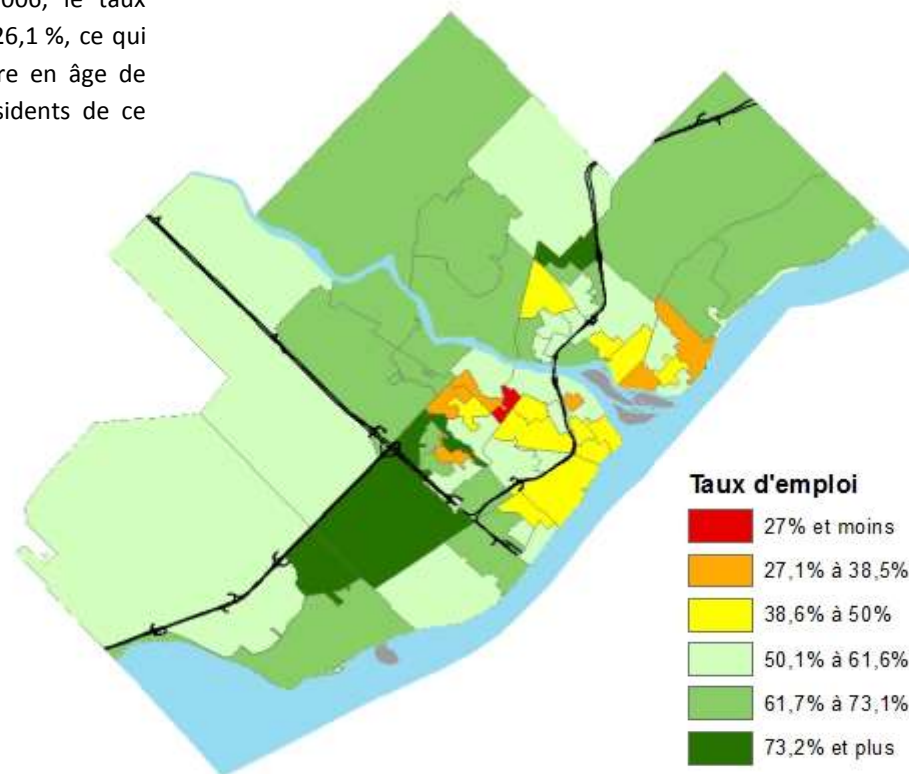 2006, le taux
26,1 %, ce qui
re en âge de
sidents de ce
Taux d'emploi
27% et moins
27,1% à 38,5%
38,6% à 50%
50,1% à 61,6%
61,7% à 73,1%
73,2% et plus